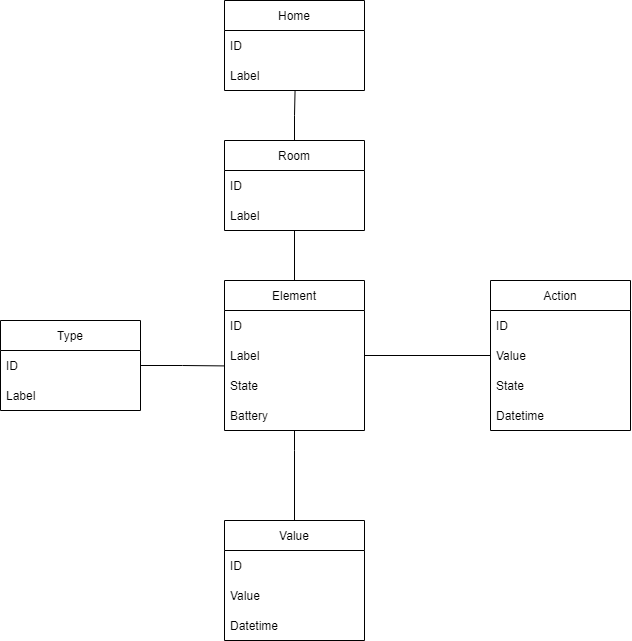 Home
ID
Label
Room
ID
Label
Element
ID
Label
State
Battery
Action
ID
Value
State
Datetime
Type
ID
Label
Value
ID
Value
Datetime